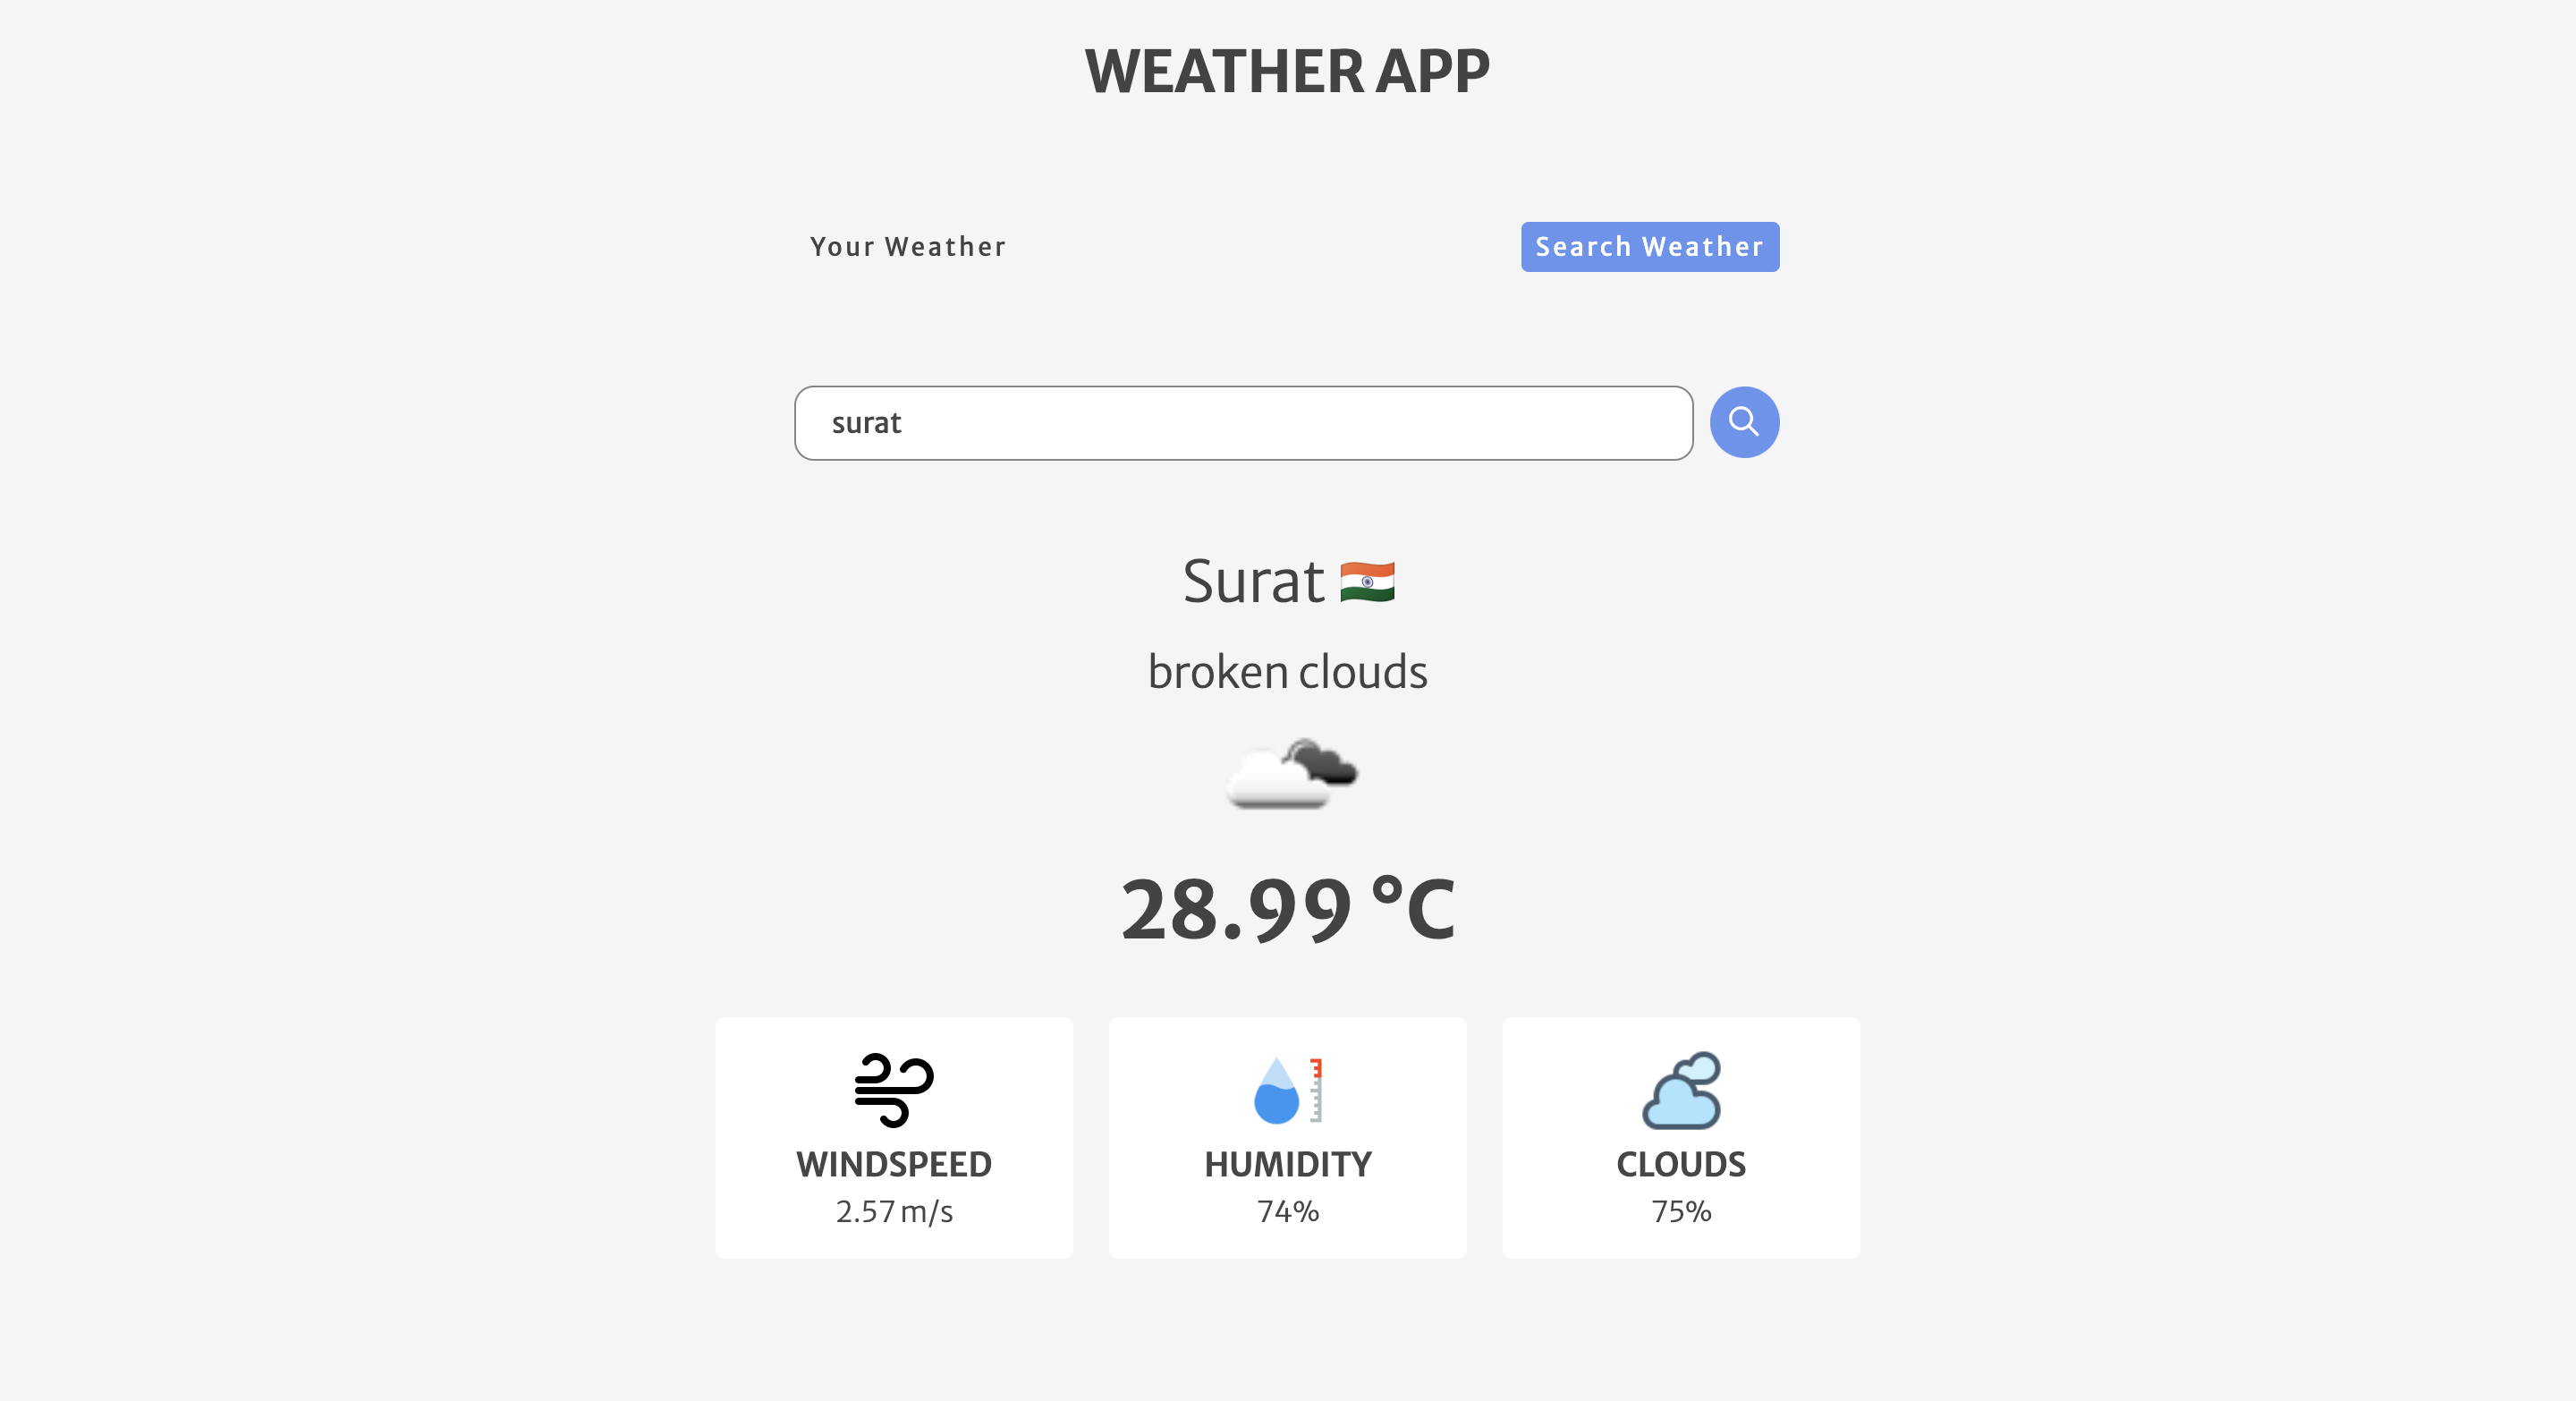 WEATHER APP
Your Weather
Search Weather
surat
Surat
broken clouds
28.99 °C
WINDSPEED
2.57 m/s
HUMIDITY
74%
CLOUDS
75%